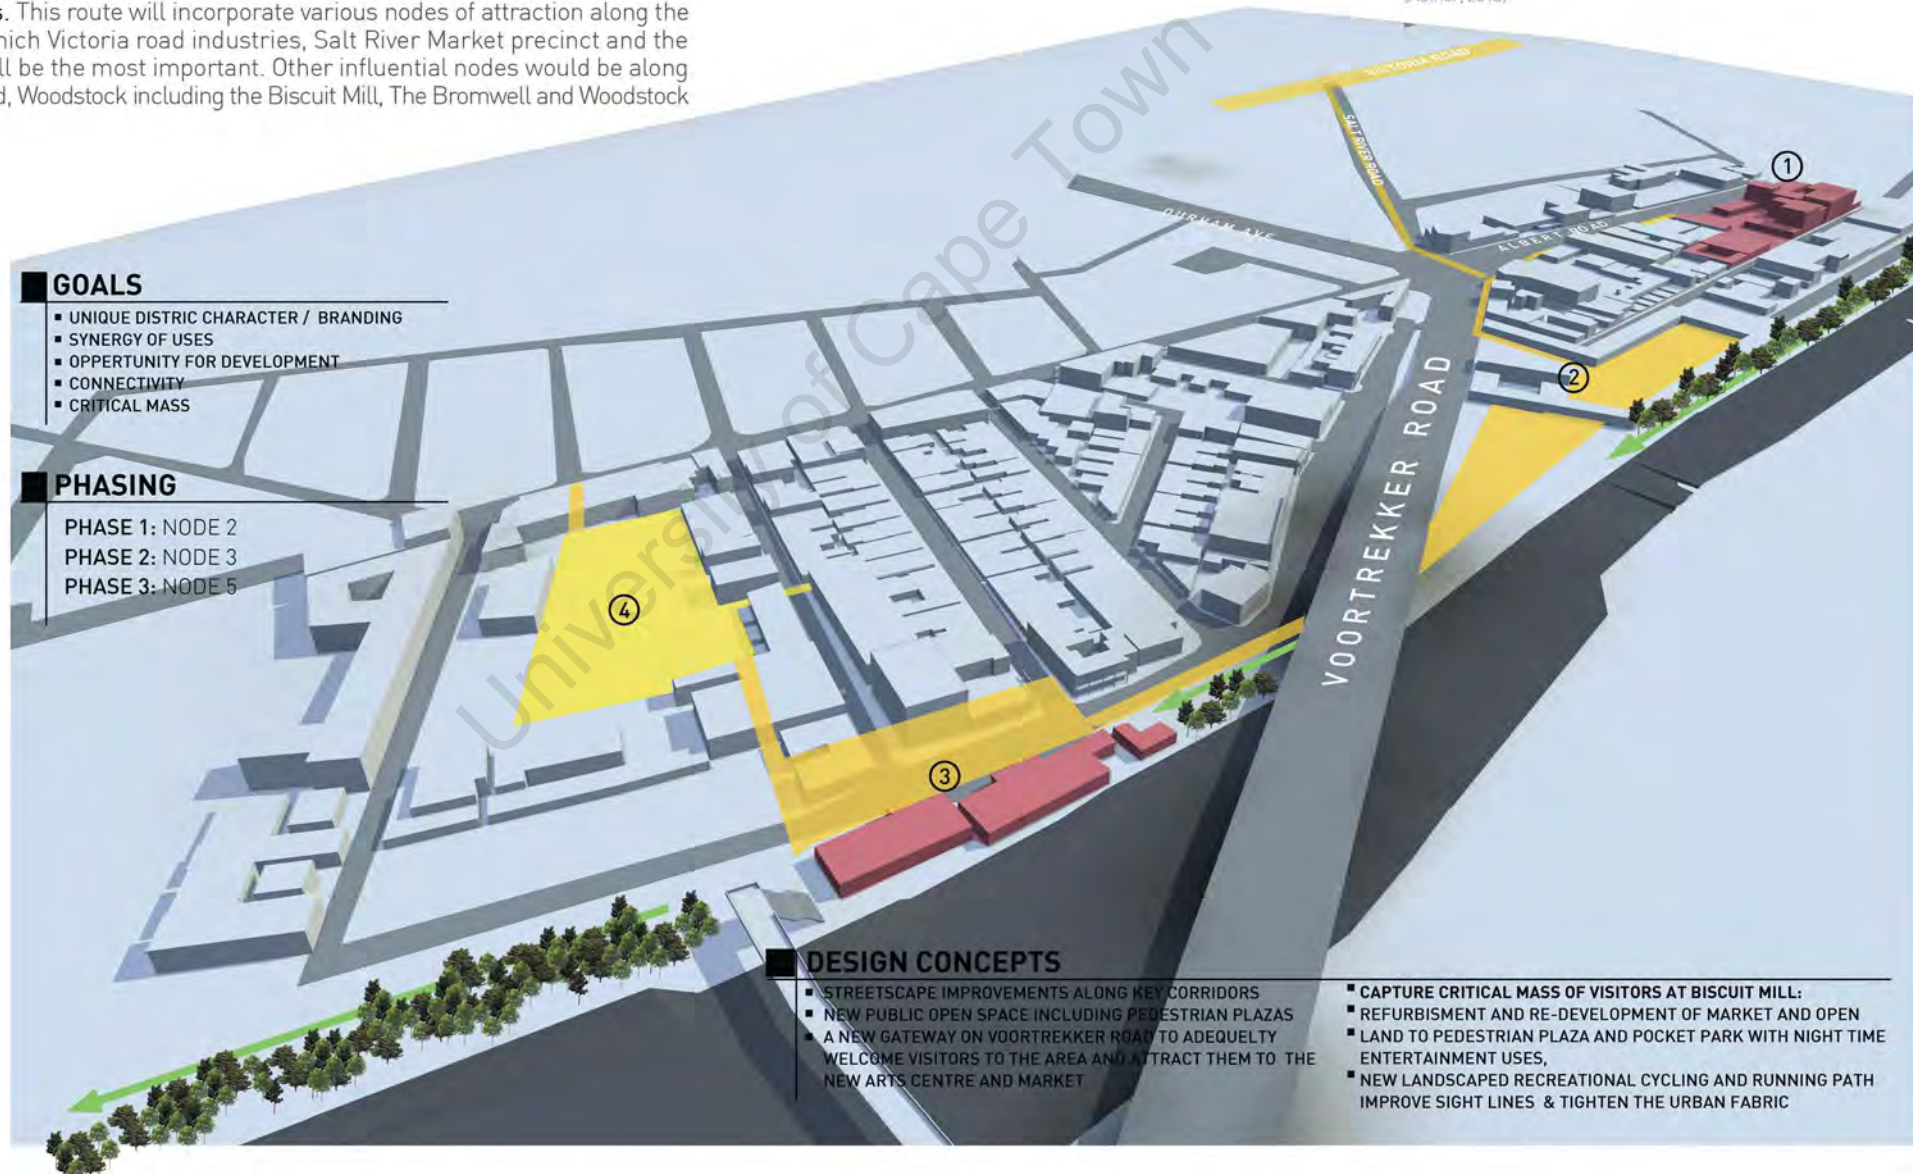 s. This route will incorporate various nodes of attraction along the
hich Victoria road industries, Salt River Market precinct and the
ll be the most important. Other influential nodes would be along
d, Woodstock including the Biscuit Mill, The Bromwell and Woodstock
VICTORIA ROAD
SALT RIVER ROAD
DURHAM AVE
ALBERT ROAD
1
2
VOORTREKKER ROAD
GOALS
▪ UNIQUE DISTRIC CHARACTER / BRANDING
▪ SYNERGY OF USES
▪ OPPERTUNITY FOR DEVELOPMENT
▪ CONNECTIVITY
▪ CRITICAL MASS
PHASING
PHASE 1: NODE 2
PHASE 2: NODE 3
PHASE 3: NODE 5
4
3
University of Cape Town
DESIGN CONCEPTS
▪ STREETSCAPE IMPROVEMENTS ALONG KEY CORRIDORS
▪ NEW PUBLIC OPEN SPACE INCLUDING PEDESTRIAN PLAZAS
▪ A NEW GATEWAY ON VOORTREKKER ROAD TO ADEQUELTY
WELCOME VISITORS TO THE AREA AND ATTRACT THEM TO THE
NEW ARTS CENTRE AND MARKET
▪ CAPTURE CRITICAL MASS OF VISITORS AT BISCUIT MILL:
▪ REFURBISMENT AND RE-DEVELOPMENT OF MARKET AND OPEN
▪ LAND TO PEDESTRIAN PLAZA AND POCKET PARK WITH NIGHT TIME
ENTERTAINMENT USES,
▪ NEW LANDSCAPED RECREATIONAL CYCLING AND RUNNING PATH
IMPROVE SIGHT LINES & TIGHTEN THE URBAN FABRIC